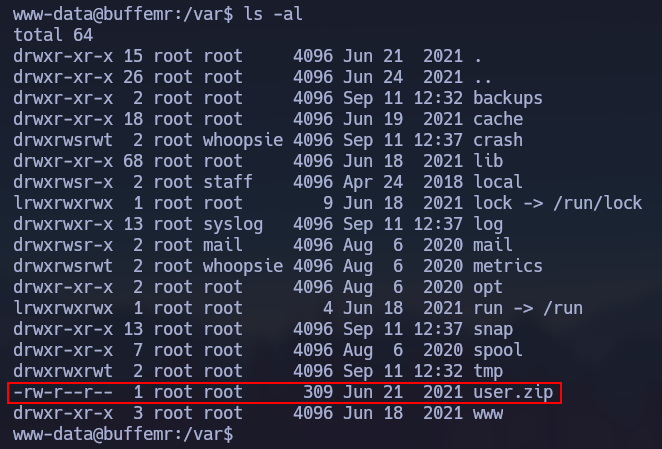 www-data@buffemr:/var$ ls -al
total 64
drwxr-xr-x 15 root root     4096 Jun 21  2021 .
drwxr-xr-x 26 root root     4096 Jun 24  2021 ..
drwxr-xr-x  2 root root     4096 Sep 11 12:32 backups
drwxr-xr-x 18 root root     4096 Jun 19  2021 cache
drwxrwsrwt  2 root whoopsie 4096 Sep 11 12:37 crash
drwxr-xr-x 68 root root     4096 Jun 18  2021 lib
drwxrwsr-x  2 root staff    4096 Apr 24  2018 local
lrwxrwxrwx  1 root root        9 Jun 18  2021 lock -> /run/lock
drwxrwxr-x 13 root syslog   4096 Sep 11 12:37 log
drwxrwsr-x  2 root mail     4096 Aug  6  2020 mail
drwxrwsrwt  2 root whoopsie 4096 Aug  6  2020 metrics
drwxr-xr-x  2 root root     4096 Aug  6  2020 opt
lrwxrwxrwx  1 root root        4 Jun 18  2021 run -> /run
drwxr-xr-x 13 root root     4096 Sep 11 12:37 snap
drwxr-xr-x  7 root root     4096 Aug  6  2020 spool
drwxrwxrwt  2 root root     4096 Sep 11 12:32 tmp
-rw-r--r--  1 root root      309 Jun 21  2021 user.zip
drwxr-xr-x  3 root root     4096 Jun 18  2021 www
www-data@buffemr:/var$